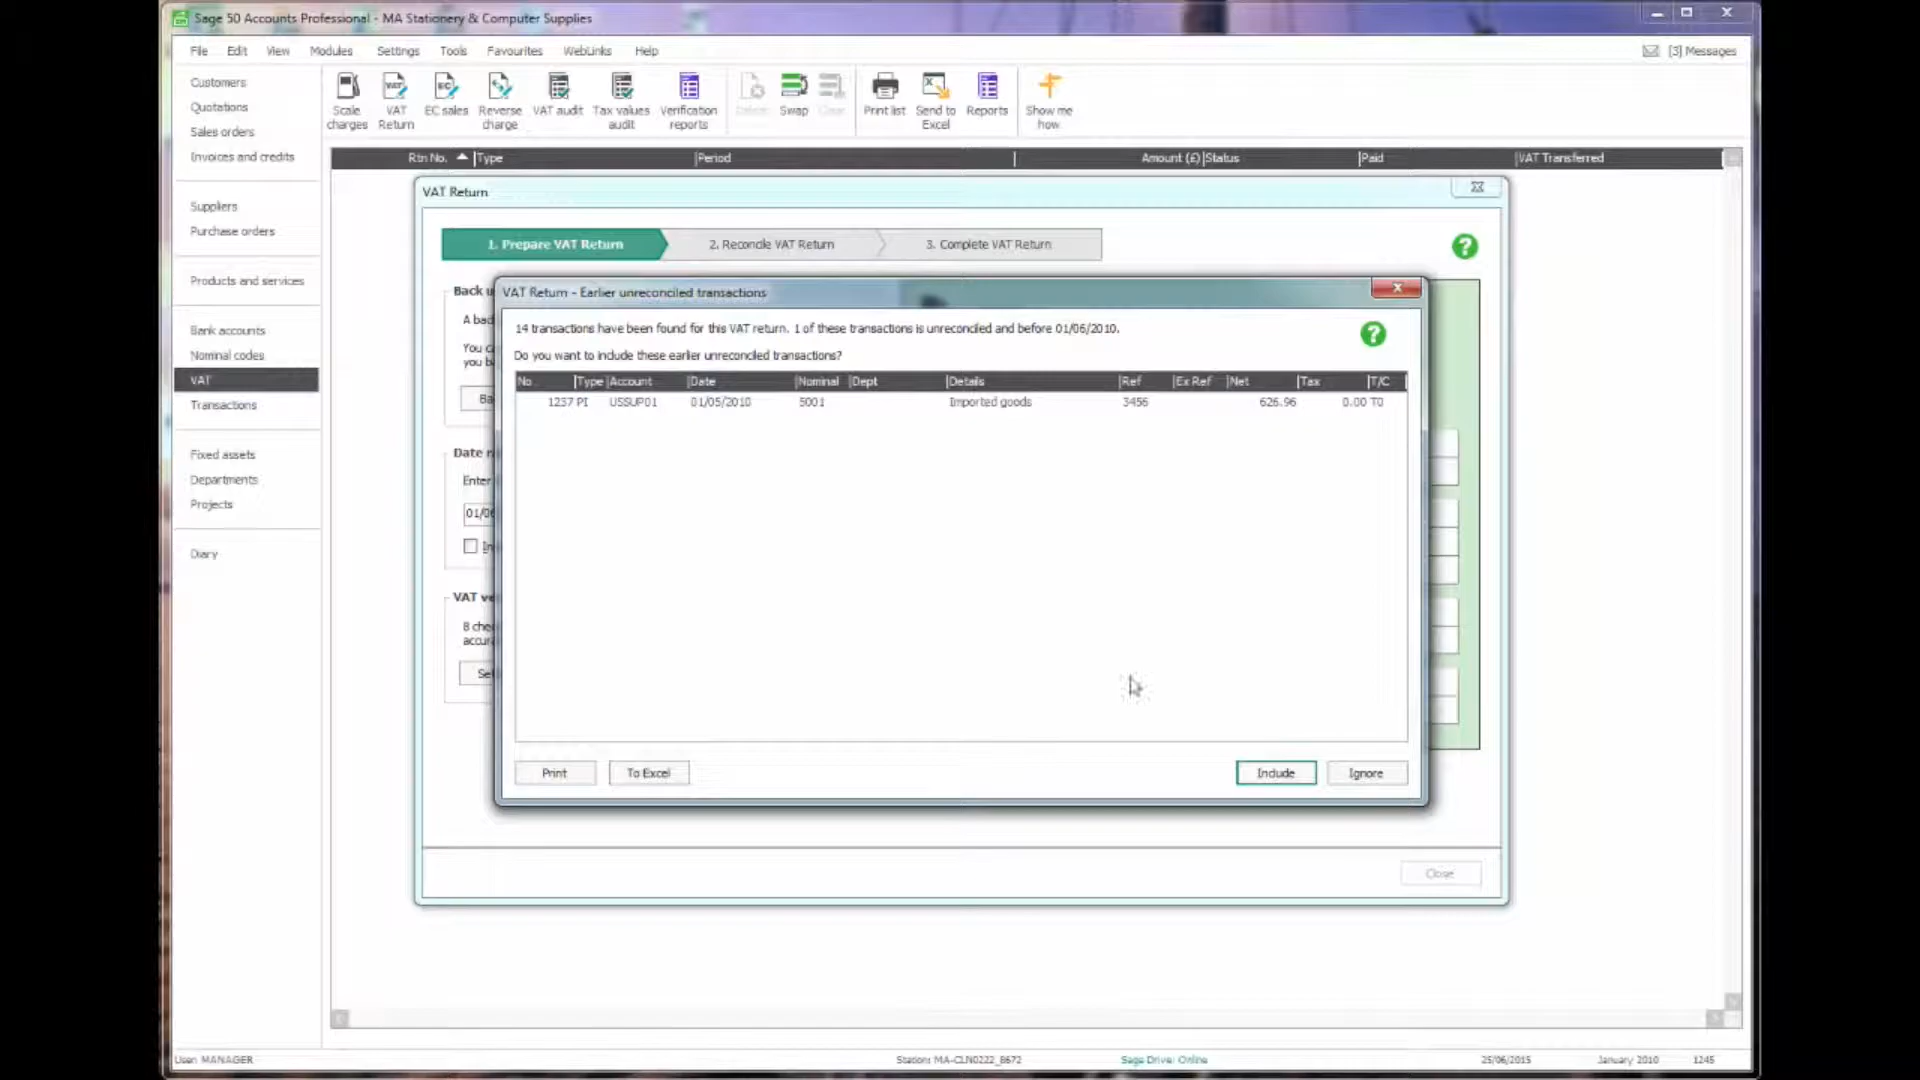 Sage 50 Accounts Professional - MA Stationery & Computer Supplies
File Edit View Modules Settings Tools Favourites WebLinks Help
[3] Messages
Customers
Quotations
Sales orders
Invoices and credits
Suppliers
Purchase orders
Products and services
Bank accounts
Nominal codes
VAT
Transactions
Fixed assets
Departments
Projects
Diary
Scale charges
VAT Return
EC sales
Reverse charge
VAT audit
Tax values audit
Verification reports
Swap
Print list
Send to Excel
Reports
Show me how
Rtn No. Type Period Amount (£) Status Paid VAT Transferred
VAT Return
1. Prepare VAT Return 2. Reconcile VAT Return 3. Complete VAT Return
Back u
A bac
You c
you b
Ba
Date r
Enter
01/06
In
VAT ve
8 che
accur
Se
VAT Return - Earlier unreconciled transactions
14 transactions have been found for this VAT return. 1 of these transactions is unreconciled and before 01/06/2010.
Do you want to include these earlier unreconciled transactions?
No Type Account Date Nominal Dept Details Ref Ex Ref Net Tax T/C
1237 PI USSUP01 01/05/2010 5001 Imported goods 3456 626.96 0.00 T0
Print To Excel Include Ignore
Close
User: MANAGER Station: MA-CLN0222_8672 Sage Drive: Online 25/06/2015 January 2010 1245